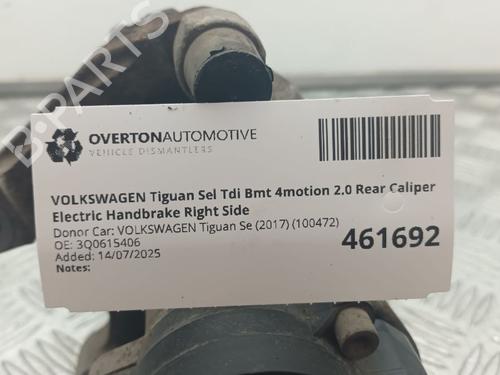 OVERTONAUTOMOTIVE
VEHICLE DISMANTLERS
VOLKSWAGEN Tiguan Sel Tdi Bmt 4motion 2.0 Rear Caliper
Electric Handbrake Right Side
Donor Car: VOLKSWAGEN Tiguan Se (2017) (100472)
OE: 3Q0615406
Added: 14/07/2025
Notes:
461692
B-PARTS